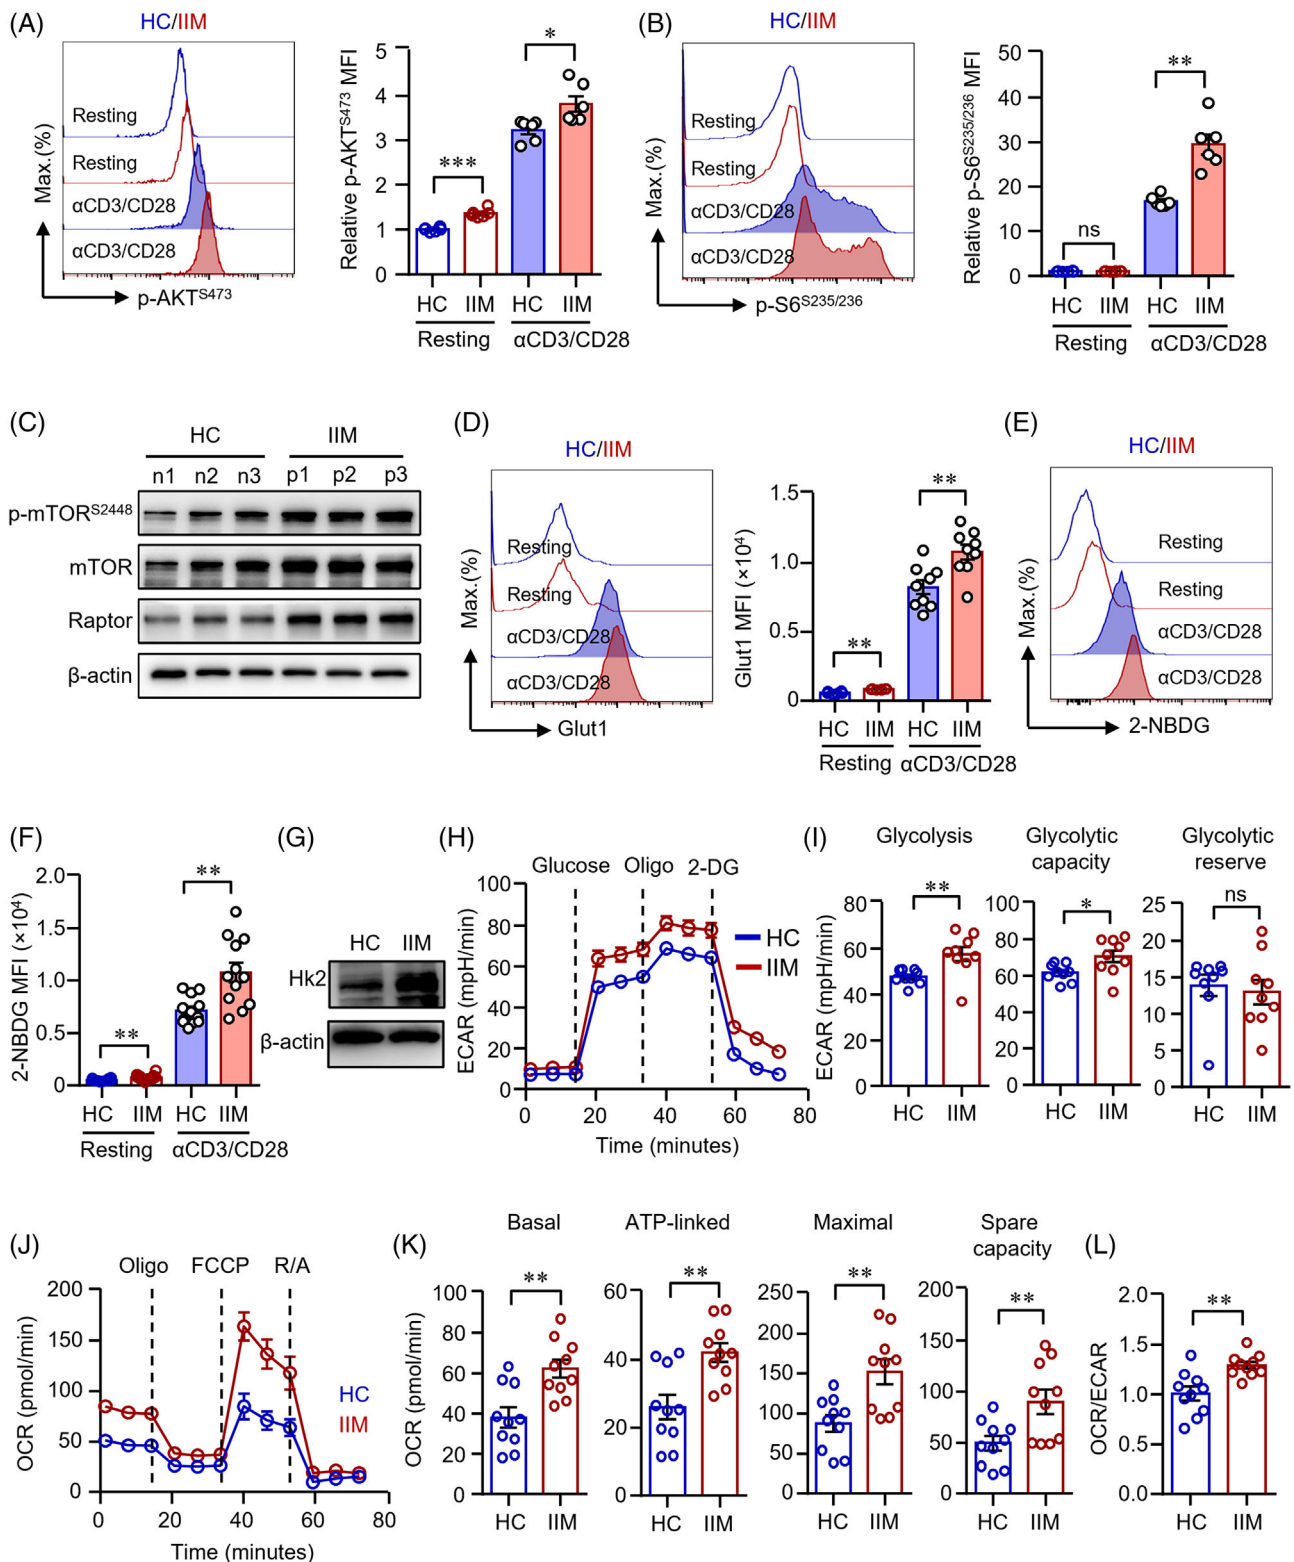 (A)
HC/IIM
Resting
Resting
αCD3/CD28
αCD3/CD28
Max.(%)
p-AKTS473
Relative p-AKTS473 MFI
5
4
3
2
1
0
***
*
HC IIM HC IIM
Resting αCD3/CD28
(B)
HC/IIM
Resting
Resting
αCD3/CD28
αCD3/CD28
Max.(%)
p-S6S235/236
Relative p-S6S235/236 MFI
50
40
30
20
10
0
ns
**
HC IIM HC IIM
Resting αCD3/CD28
(C)
HC IIM
n1 n2 n3 p1 p2 p3
p-mTORS2448
mTOR
Raptor
β-actin
(D)
HC/IIM
Resting
Resting
αCD3/CD28
αCD3/CD28
Max.(%)
Glut1
Glut1 MFI (×10⁴)
1.5
1.0
0.5
0
**
**
HC IIM HC IIM
Resting αCD3/CD28
(E)
HC/IIM
Resting
Resting
αCD3/CD28
αCD3/CD28
Max.(%)
2-NBDG
(F)
2-NBDG MFI (×10⁴)
2.0
1.5
1.0
0.5
0
**
**
HC IIM HC IIM
Resting αCD3/CD28
(G)
HC IIM
Hk2
β-actin
(H)
Glucose Oligo 2-DG
ECAR (mpH/min)
100
80
60
40
20
0
0 20 40 60 80
Time (minutes)
HC
IIM
(I)
Glycolysis
ECAR (mpH/min)
80
60
40
20
0
**
HC IIM
Glycolytic
capacity
100
80
60
40
20
0
*
HC IIM
Glycolytic
reserve
25
20
15
10
5
0
ns
HC IIM
(J)
Oligo FCCP R/A
OCR (pmol/min)
200
150
100
50
0
0 20 40 60 80
Time (minutes)
HC
IIM
(K)
Basal
OCR (pmol/min)
100
80
60
40
20
0
**
HC IIM
ATP-linked
60
40
20
0
**
HC IIM
Maximal
250
200
150
100
50
0
**
HC IIM
Spare
capacity
200
150
100
50
0
**
HC IIM
(L)
OCR/ECAR
2.0
1.5
1.0
0.5
0.0
**
HC IIM